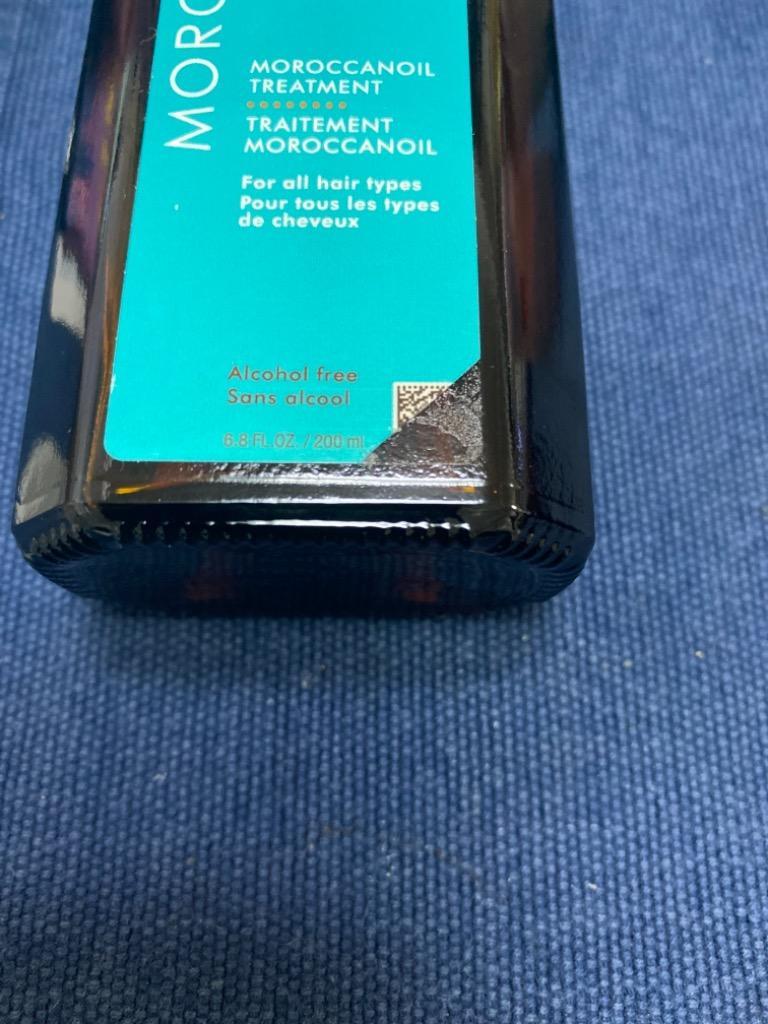 MOROC
MOROCCANOIL
TREATMENT
TRAITEMENT
MOROCCANOIL
For all hair types
Pour tous les types
de cheveux
Alcohol free
Sans alcool
6.8 FL.OZ. / 200 ml